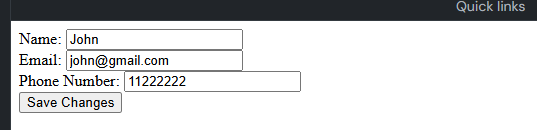 Quick links
Name: John
Email: john@gmail.com
Phone Number: 11222222
Save Changes